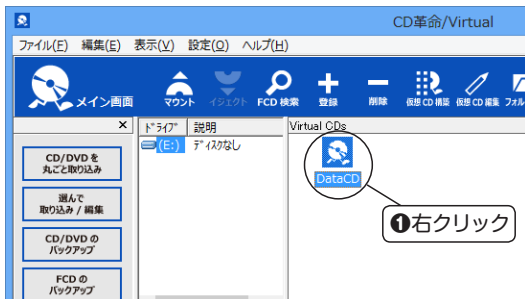 CD革命/Virtual
ファイル(F) 編集(E) 表示(V) 設定(O) ヘルプ(H)
メイン画面 マウント イジェクト FCD 検索 登録 削除 仮想 CD 構築 仮想 CD 編集 フォル
×
ドライブ 説明
(E:) ディスクなし
Virtual CDs
DataCD
❶右クリック
CD/DVD を
丸ごと取り込み
選んで
取り込み / 編集
CD/DVD の
バックアップ
FCD の
バックアップ